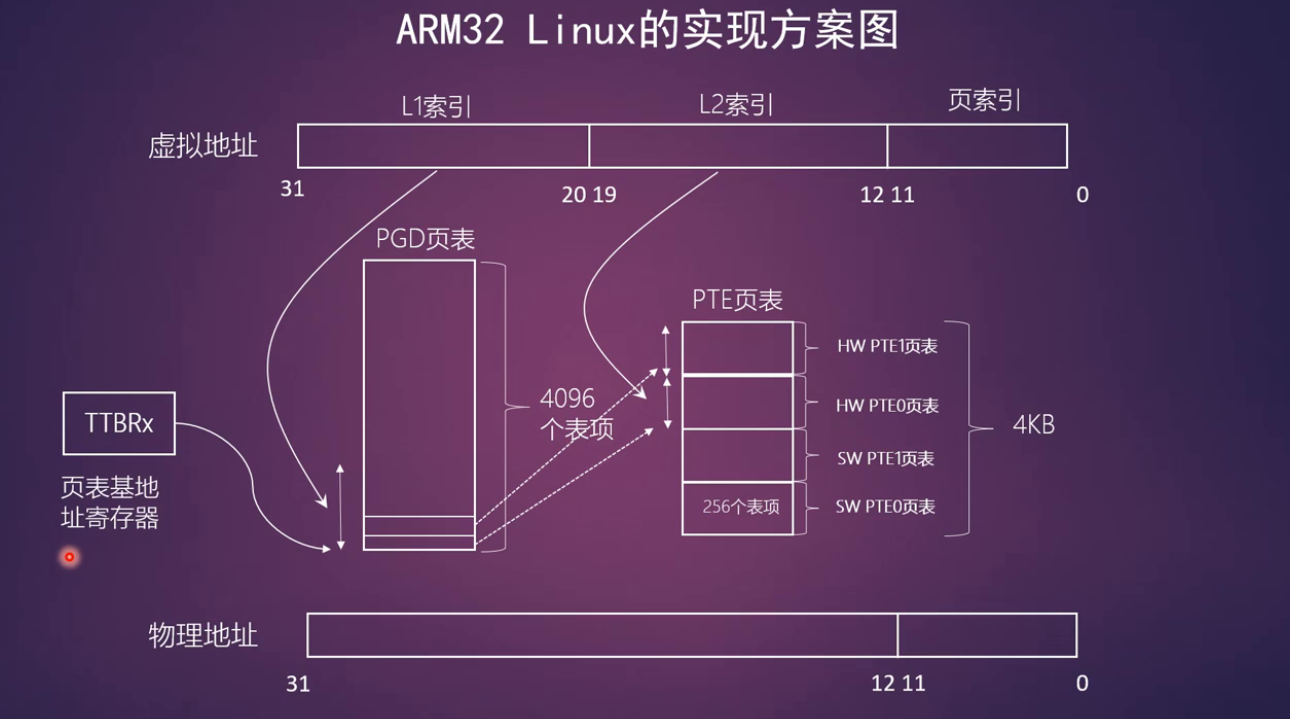 ARM32 Linux的实现方案图
L1索引
L2索引
页索引
虚拟地址
31
20 19
12 11
0
PGD页表
PTE页表
HW PTE1页表
4096
个表项
HW PTE0页表
TTBRx
4KB
SW PTE1页表
页表基地
址寄存器
256个表项
SW PTE0页表
物理地址
31
12 11
0